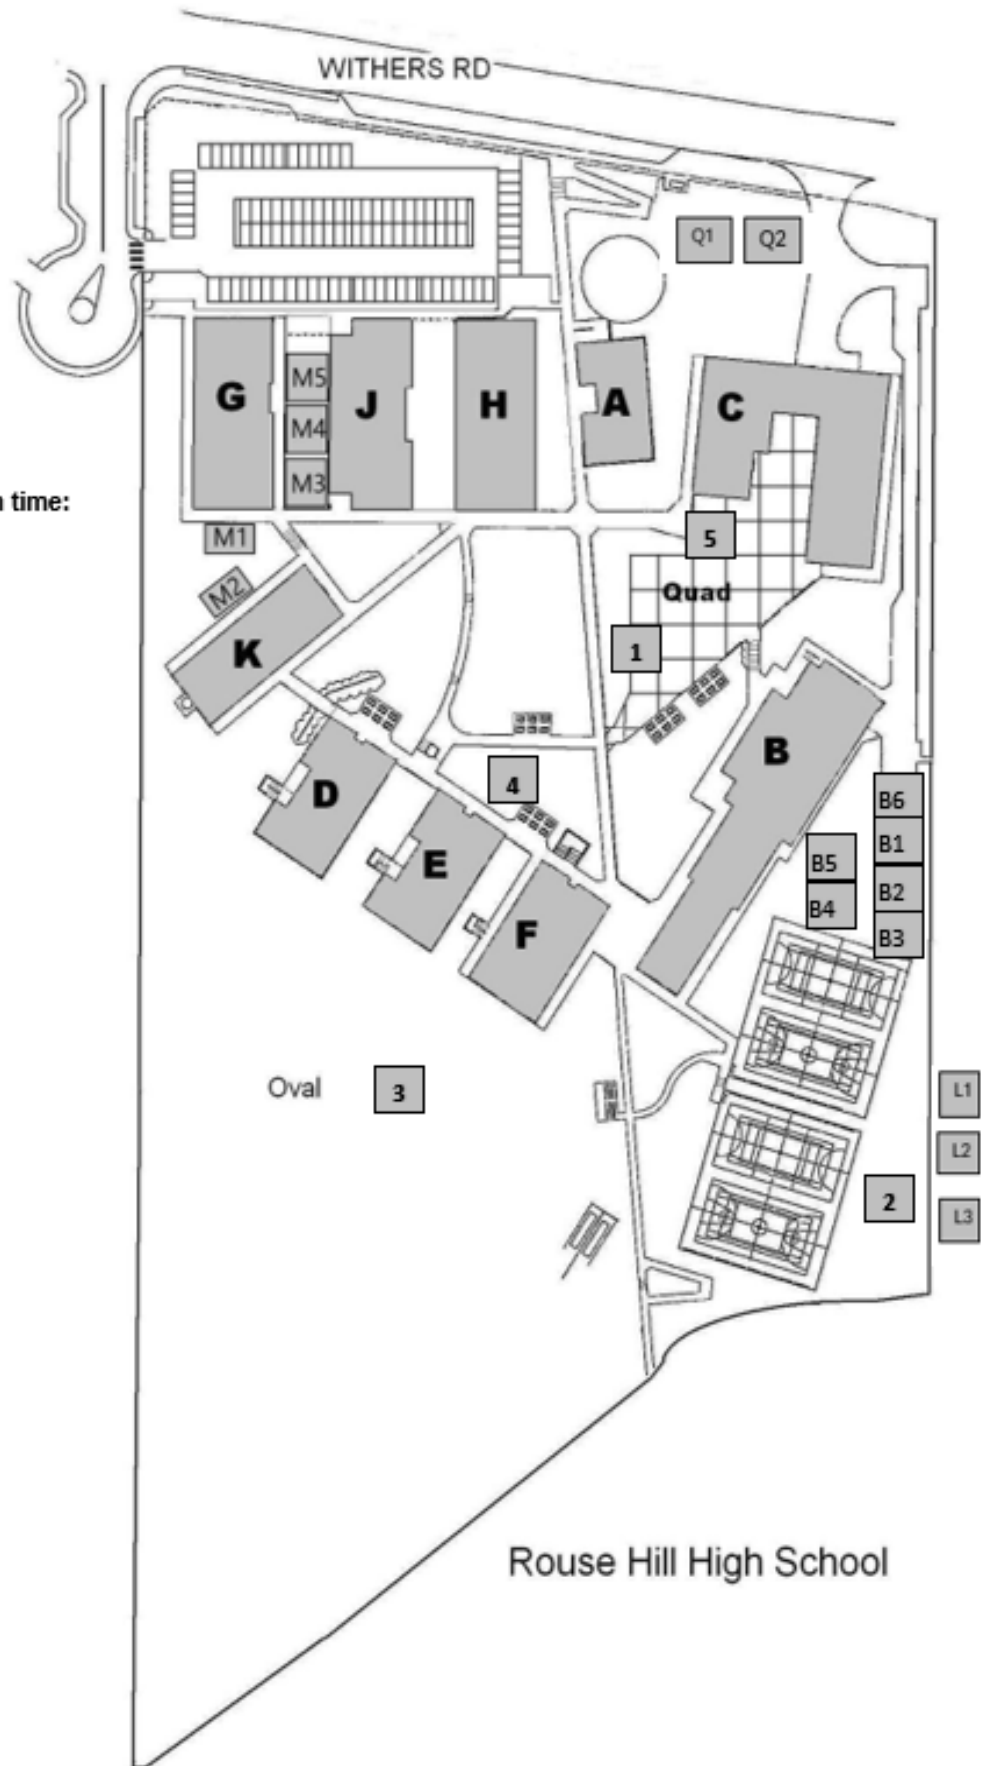 WITHERS RD
Q1 Q2
M5
G J H A C
M4
M3
n time:
M1
5
M2
Quad
K
1
B
4
D
B6
B1
E
B5
B2
B4
F
B3
Oval 3
L1
L2
2
L3
Rouse Hill High School